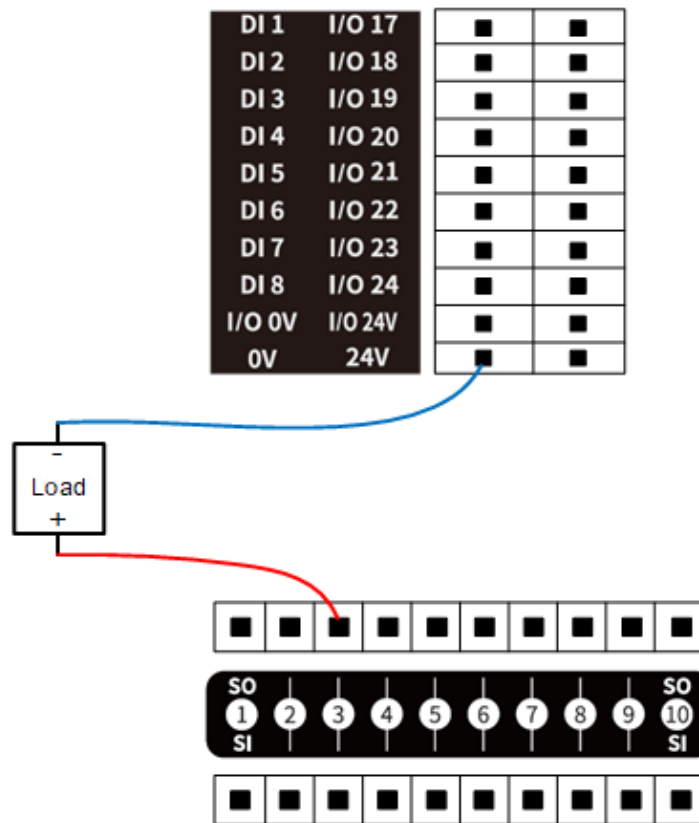 DI 1 I/O 17
DI 2 I/O 18
DI 3 I/O 19
DI 4 I/O 20
DI 5 I/O 21
DI 6 I/O 22
DI 7 I/O 23
DI 8 I/O 24
I/O 0V I/O 24V
0V 24V
-
Load
+
SO SO
1 2 3 4 5 6 7 8 9 10
SI SI